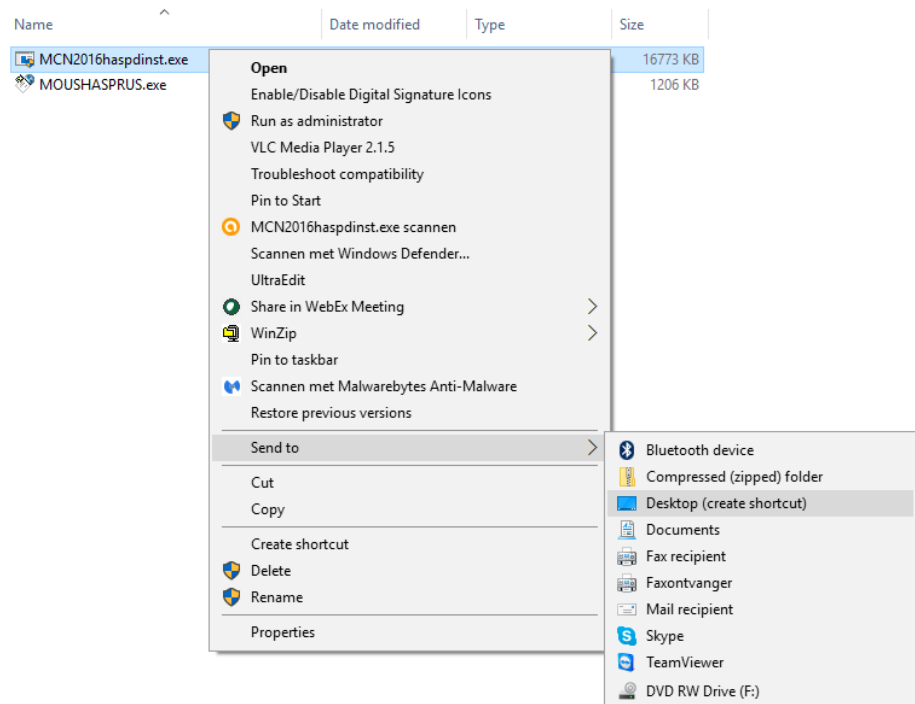 Name Date modified Type Size
MCN2016haspdinst.exe 16773 KB
MOUSHASPRUS.exe 1206 KB
Open
Enable/Disable Digital Signature Icons
Run as administrator
VLC Media Player 2.1.5
Troubleshoot compatibility
Pin to Start
MCN2016haspdinst.exe scannen
Scannen met Windows Defender...
UltraEdit
Share in WebEx Meeting
WinZip
Pin to taskbar
Scannen met Malwarebytes Anti-Malware
Restore previous versions
Send to
Cut
Copy
Create shortcut
Delete
Rename
Properties
Bluetooth device
Compressed (zipped) folder
Desktop (create shortcut)
Documents
Fax recipient
Faxontvanger
Mail recipient
Skype
TeamViewer
DVD RW Drive (F:)